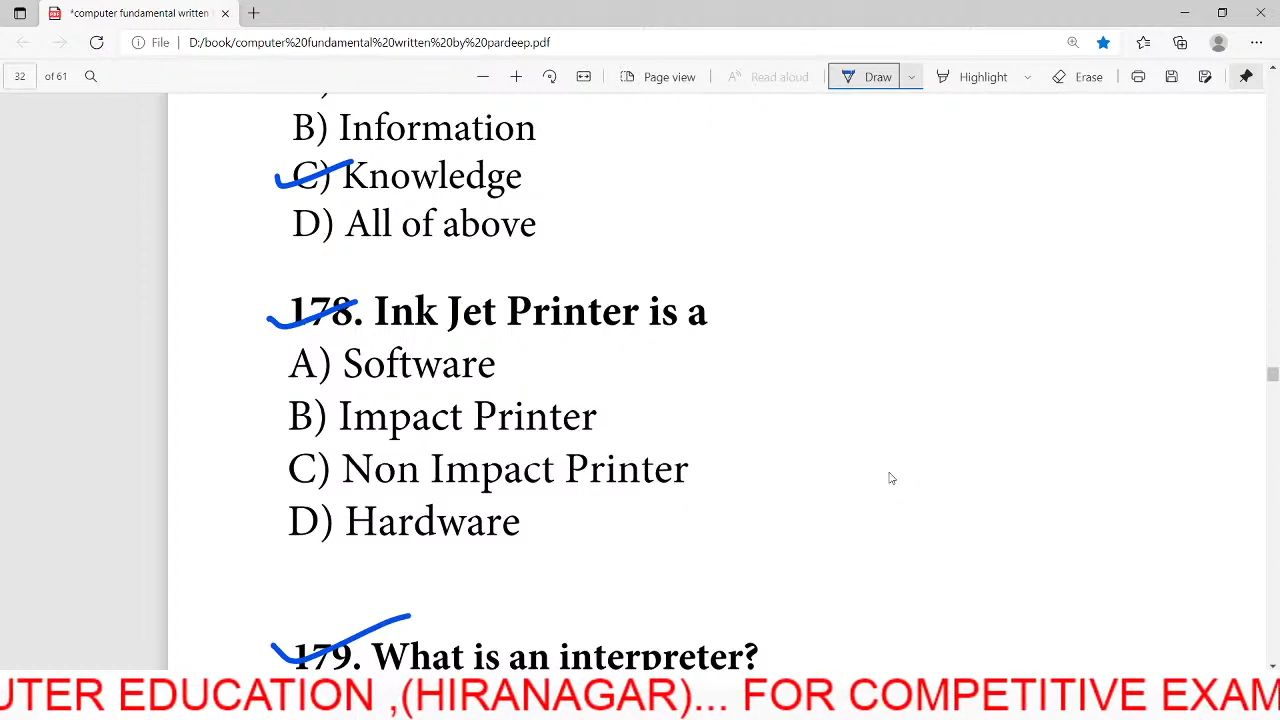 *computer fundamental written
File D:/book/computer%20fundamental%20written%20by%20pardeep.pdf
32 of 61 Page view Read aloud Draw Highlight Erase
B) Information
C) Knowledge
D) All of above
178. Ink Jet Printer is a
A) Software
B) Impact Printer
C) Non Impact Printer
D) Hardware
179. What is an interpreter?
UTER EDUCATION ,(HIRANAGAR)... FOR COMPETITIVE EXAM